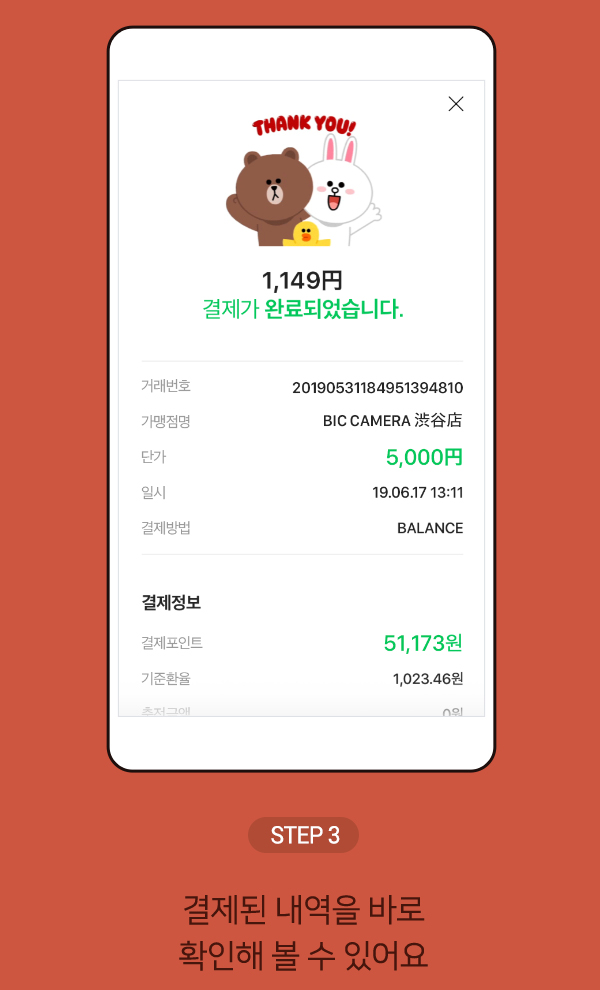 THANK YOU!
1,149円
결제가 완료되었습니다.
거래번호 20190531184951394810
가맹점명 BIC CAMERA 渋谷店
단가 5,000円
일시 19.06.17 13:11
결제방법 BALANCE
결제정보
결제포인트 51,173원
기준환율 1,023.46원
0원
STEP 3
결제된 내역을 바로
확인해 볼 수 있어요